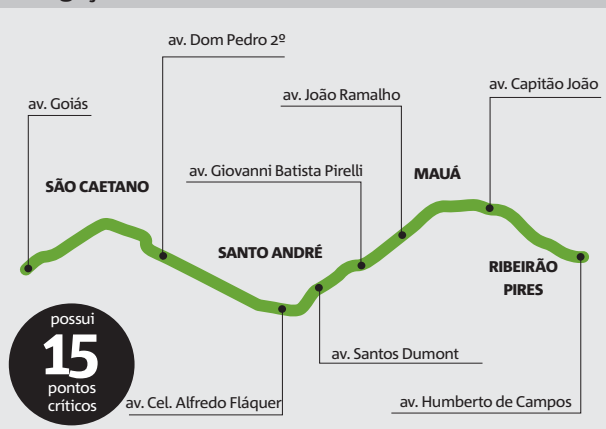 av. Dom Pedro 2º
av. Capitão João
av. João Ramalho
av. Goiás
av. Giovanni Batista Pirelli
MAUÁ
SÃO CAETANO
SANTO ANDRÉ
RIBEIRÃO
PIRES
possui
15
pontos
críticos
av. Santos Dumont
av. Cel. Alfredo Fláquer
av. Humberto de Campos